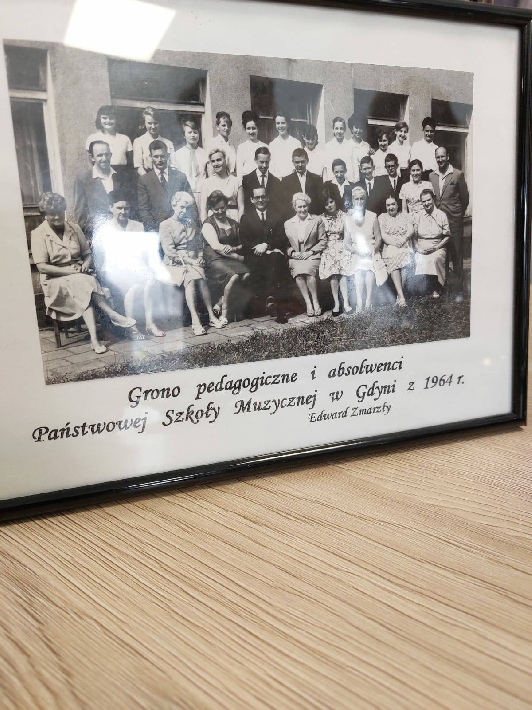 Grono pedagogiczne i absolwenci
Państwowej Szkoły Muzycznej w Gdyni z 1964 r.
Edward Zmarzły